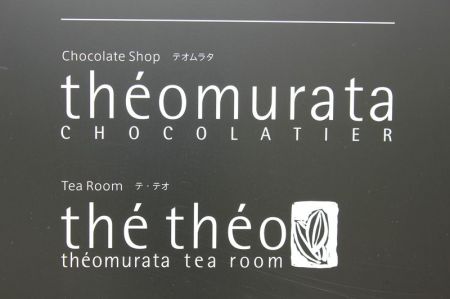 Chocolate Shop テオムラタ
théomurata
CHOCOLATIER
Tea Room テ・テオ
thé théo
théomurata tea room